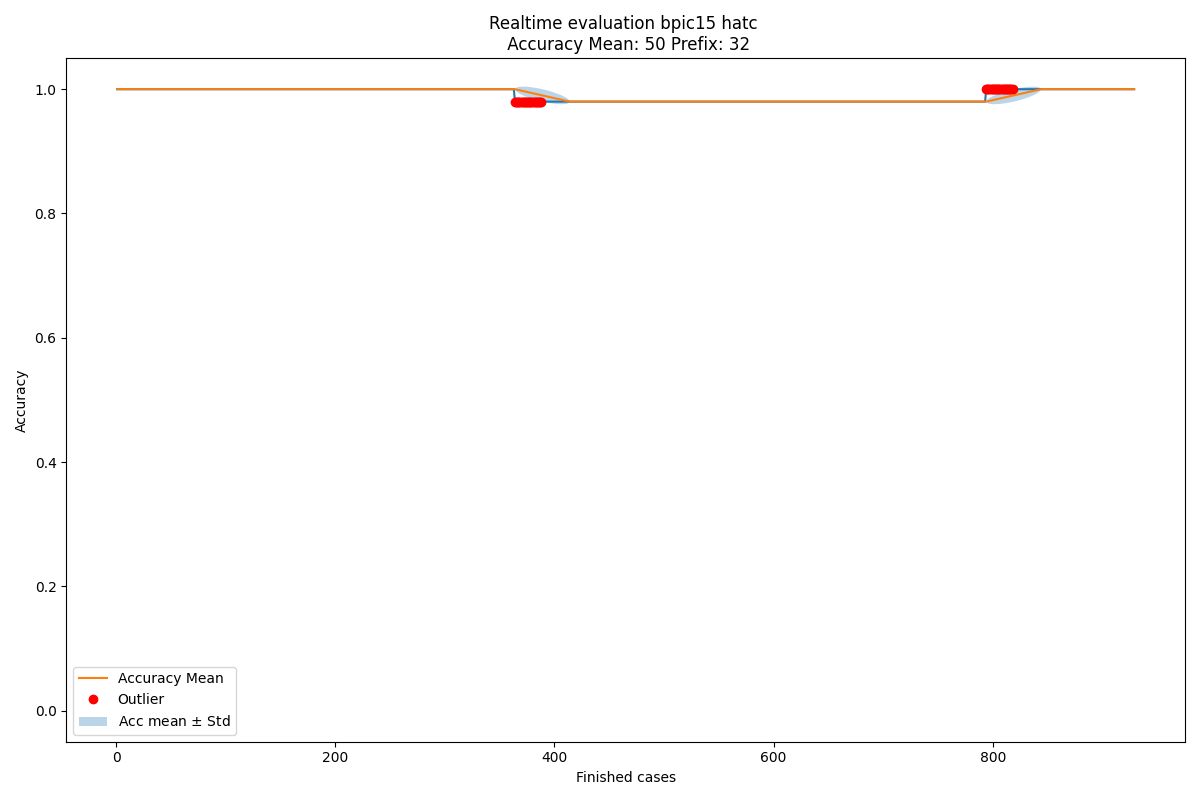 Realtime evaluation bpic15 hatc
Accuracy Mean: 50 Prefix: 32
1.0
0.8
0.6
0.4
0.2
0.0
Accuracy
Accuracy Mean
Outlier
Acc mean ± Std
0 200 400 600 800
Finished cases